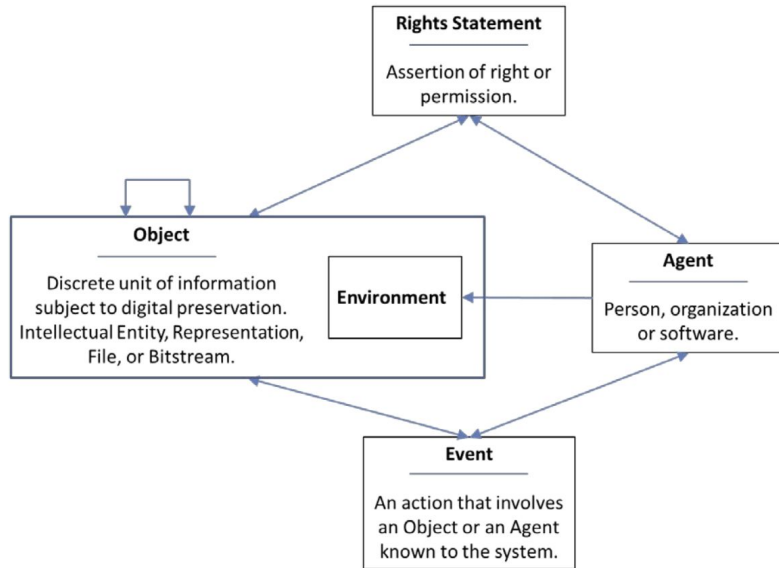 Rights Statement
Assertion of right or
permission.
Object
Discrete unit of information
subject to digital preservation.
Intellectual Entity, Representation,
File, or Bitstream.
Environment
Agent
Person, organization
or software.
Event
An action that involves
an Object or an Agent
known to the system.